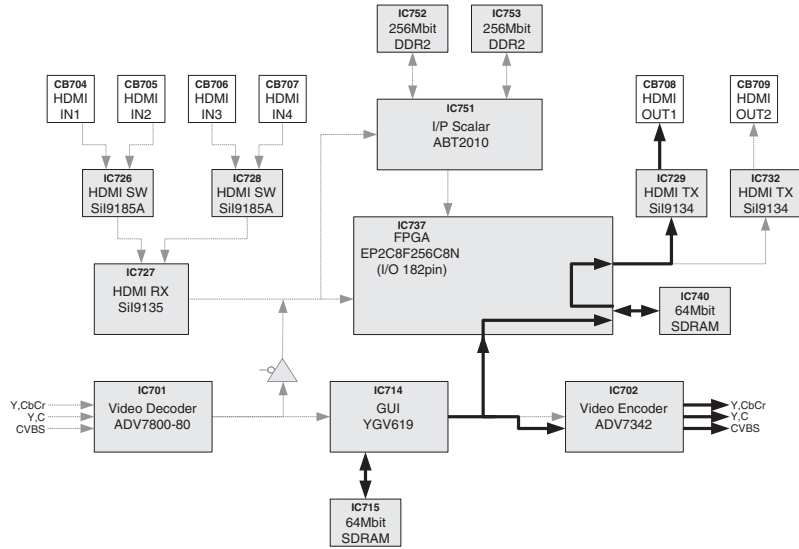 IC752
256Mbit
DDR2
IC753
256Mbit
DDR2
CB704
HDMI
IN1
CB705
HDMI
IN2
CB706
HDMI
IN3
CB707
HDMI
IN4
IC751
I/P Scalar
ABT2010
CB708
HDMI
OUT1
CB709
HDMI
OUT2
IC726
HDMI SW
SiI9185A
IC728
HDMI SW
SiI9185A
IC729
HDMI TX
SiI9134
IC732
HDMI TX
SiI9134
IC737
FPGA
EP2C8F256C8N
(I/O 182pin)
IC727
HDMI RX
SiI9135
IC740
64Mbit
SDRAM
Y,CbCr
Y,C
CVBS
IC701
Video Decoder
ADV7800-80
IC714
GUI
YGV619
IC702
Video Encoder
ADV7342
Y,CbCr
Y,C
CVBS
IC715
64Mbit
SDRAM